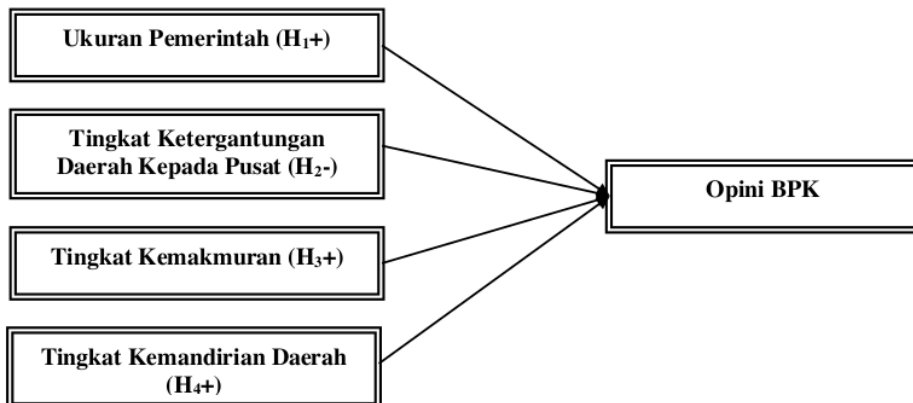 Ukuran Pemerintah (H₁+)
Tingkat Ketergantungan
Daerah Kepada Pusat (H₂-)
Tingkat Kemakmuran (H₃+)
Tingkat Kemandirian Daerah
(H₄+)
Opini BPK